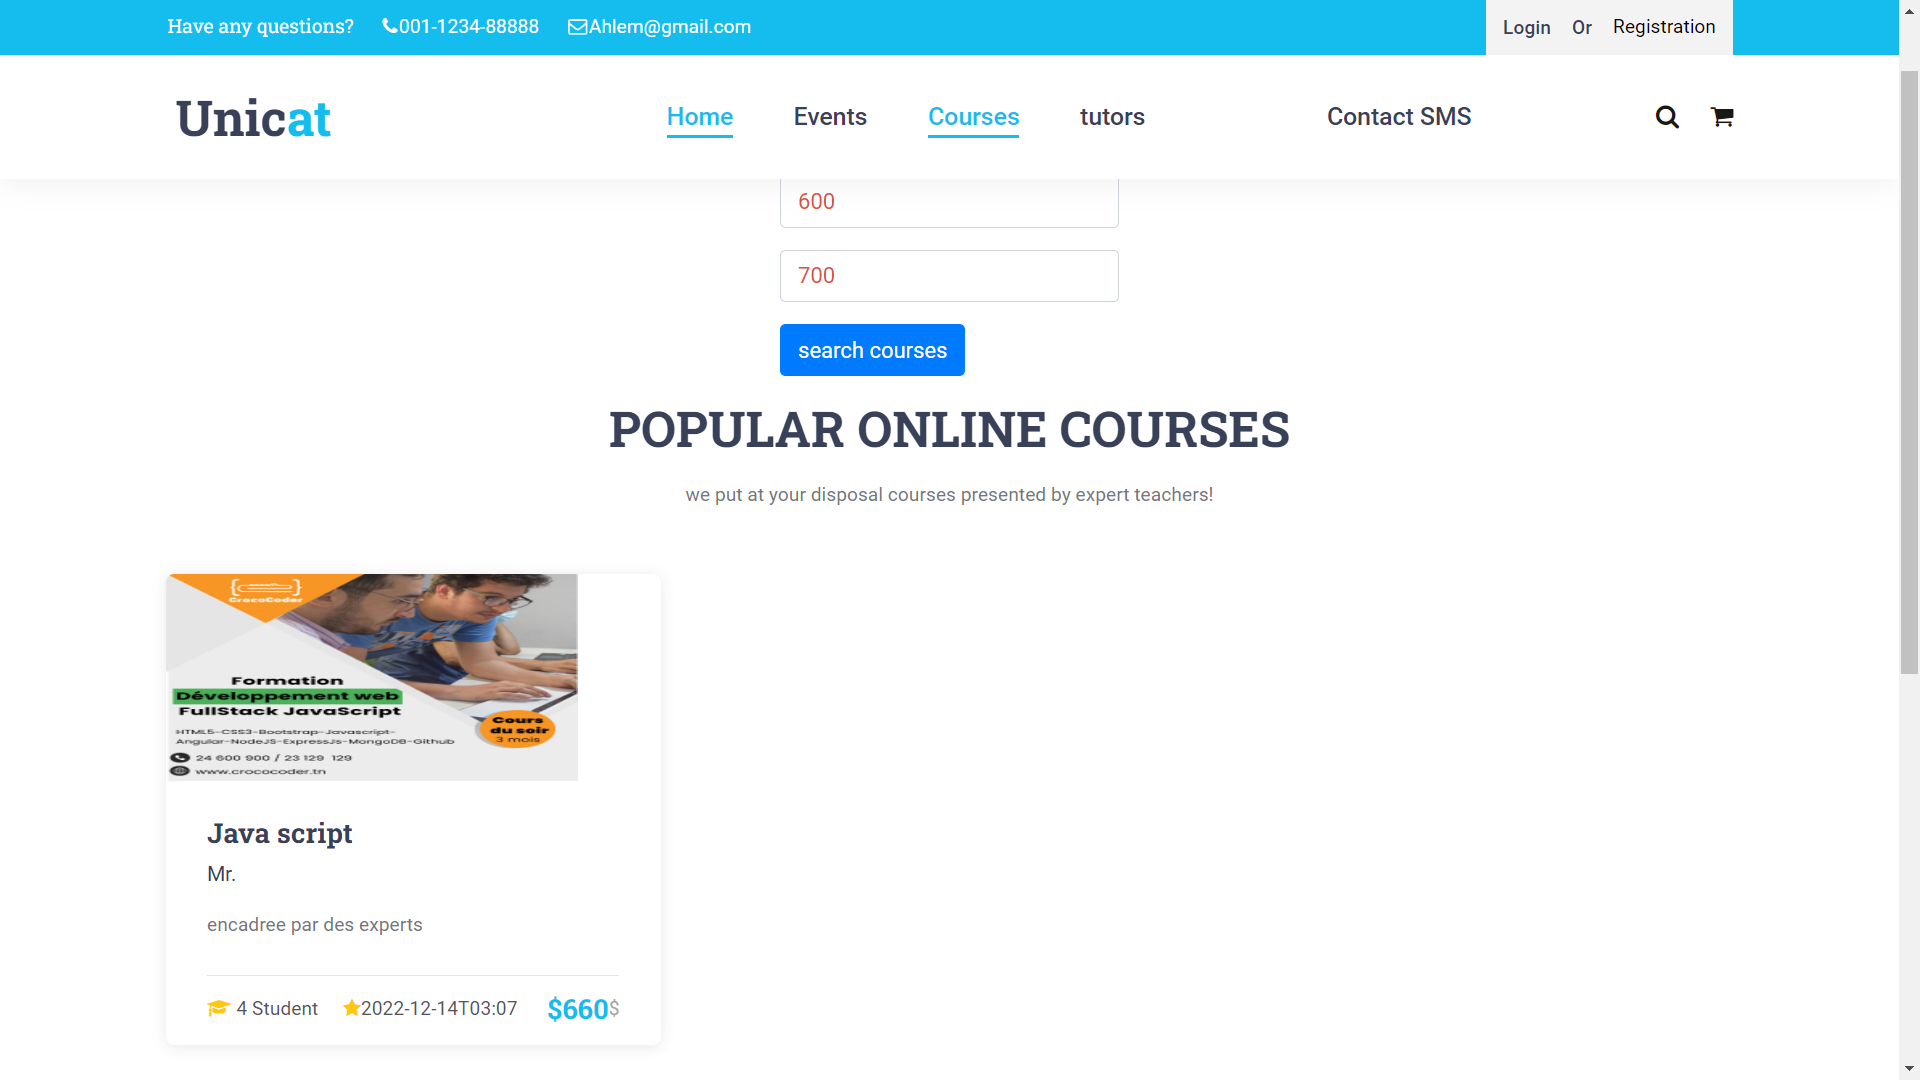 Have any questions? 001-1234-88888 Ahlem@gmail.com Login Or Registration
Unicat Home Events Courses tutors Contact SMS
600
700
search courses
POPULAR ONLINE COURSES
we put at your disposal courses presented by expert teachers!
CrocoCoder
Formation
Développement web
FullStack JavaScript
HTML5-CSS3-Bootstrap-Javascript-
Angular-NodeJS-ExpressJs-MongoDB-Github
Cours
du soir
3 mois
24 600 900 / 23 129 129
www.crococoder.tn
Java script
Mr.
encadree par des experts
4 Student 2022-12-14T03:07 $660$